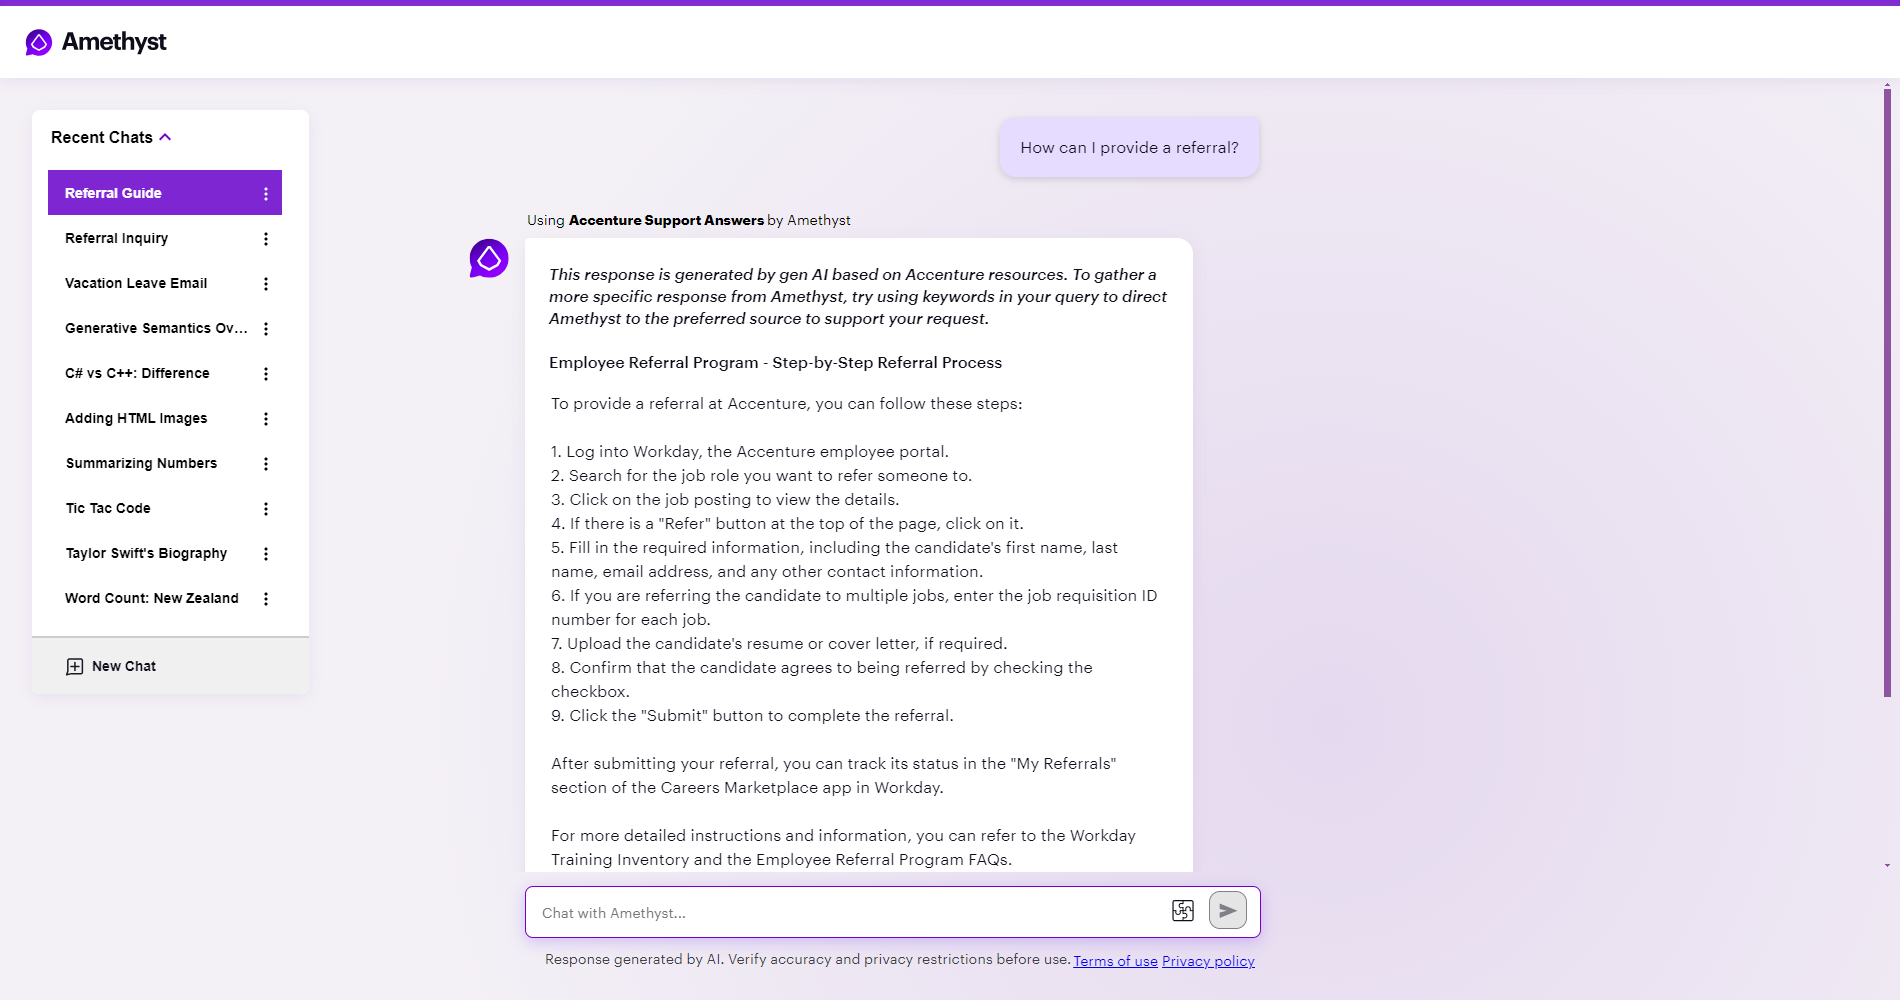 Amethyst
Recent Chats
Referral Guide
Referral Inquiry
Vacation Leave Email
Generative Semantics Ov...
C# vs C++: Difference
Adding HTML Images
Summarizing Numbers
Tic Tac Code
Taylor Swift's Biography
Word Count: New Zealand
New Chat
How can I provide a referral?
Using Accenture Support Answers by Amethyst
This response is generated by gen AI based on Accenture resources. To gather a
more specific response from Amethyst, try using keywords in your query to direct
Amethyst to the preferred source to support your request.
Employee Referral Program - Step-by-Step Referral Process
To provide a referral at Accenture, you can follow these steps:
1. Log into Workday, the Accenture employee portal.
2. Search for the job role you want to refer someone to.
3. Click on the job posting to view the details.
4. If there is a "Refer" button at the top of the page, click on it.
5. Fill in the required information, including the candidate's first name, last
name, email address, and any other contact information.
6. If you are referring the candidate to multiple jobs, enter the job requisition ID
number for each job.
7. Upload the candidate's resume or cover letter, if required.
8. Confirm that the candidate agrees to being referred by checking the
checkbox.
9. Click the "Submit" button to complete the referral.
After submitting your referral, you can track its status in the "My Referrals"
section of the Careers Marketplace app in Workday.
For more detailed instructions and information, you can refer to the Workday
Training Inventory and the Employee Referral Program FAQs.
Chat with Amethyst...
Response generated by AI. Verify accuracy and privacy restrictions before use. Terms of use Privacy policy